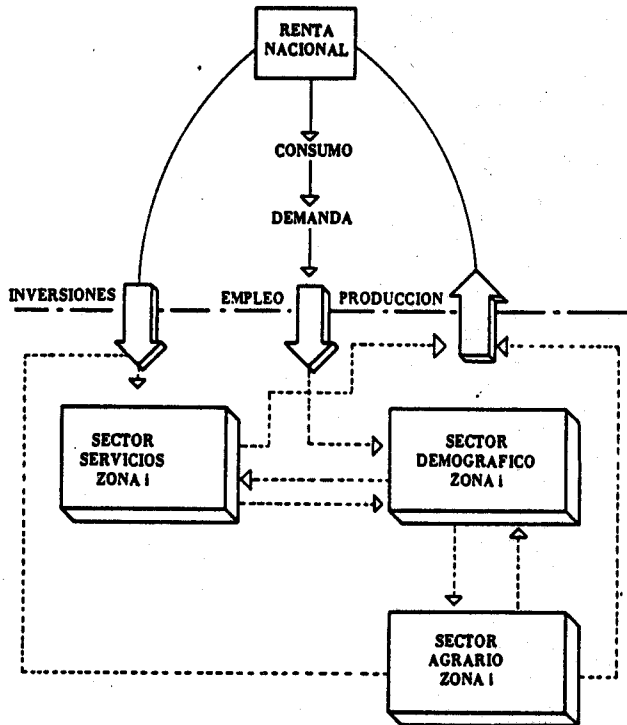 RENTA
NACIONAL
CONSUMO
DEMANDA
INVERSIONES
EMPLEO
PRODUCCION
SECTOR
SERVICIOS
ZONA i
SECTOR
DEMOGRAFICO
ZONA i
SECTOR
AGRARIO
ZONA i